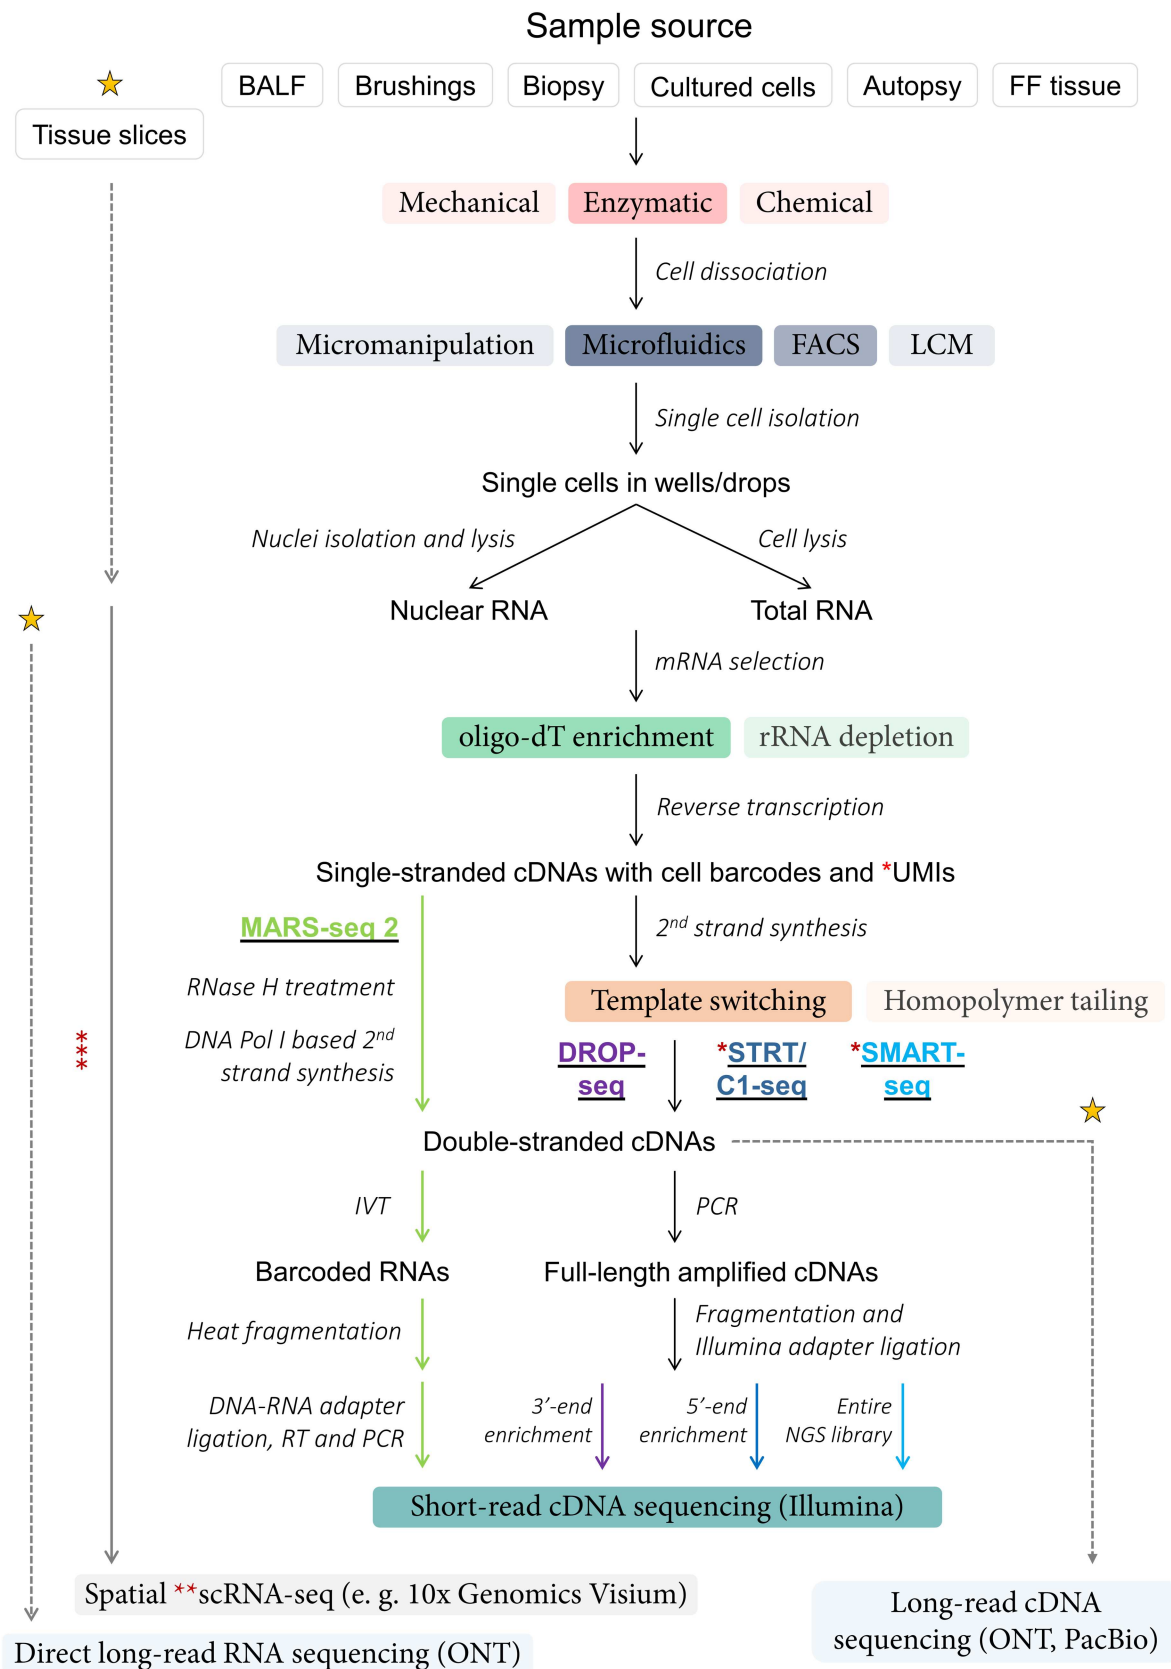 Sample source
BALF
Brushings
Biopsy
Cultured cells
Autopsy
FF tissue
Tissue slices
Mechanical
Enzymatic
Chemical
Cell dissociation
Micromanipulation
Microfluidics
FACS
LCM
Single cell isolation
Single cells in wells/drops
Nuclei isolation and lysis
Cell lysis
Nuclear RNA
Total RNA
mRNA selection
oligo-dT enrichment
rRNA depletion
Reverse transcription
Single-stranded cDNAs with cell barcodes and *UMIs
MARS-seq 2
2nd strand synthesis
RNase H treatment
Template switching
Homopolymer tailing
DNA Pol I based 2nd
strand synthesis
***
DROP-
seq
*STRT/
C1-seq
*SMART-
seq
Double-stranded cDNAs
IVT
PCR
Barcoded RNAs
Full-length amplified cDNAs
Heat fragmentation
Fragmentation and
Illumina adapter ligation
DNA-RNA adapter
ligation, RT and PCR
3’-end
enrichment
5’-end
enrichment
Entire
NGS library
Short-read cDNA sequencing (Illumina)
Spatial **scRNA-seq (e. g. 10x Genomics Visium)
Long-read cDNA
sequencing (ONT, PacBio)
Direct long-read RNA sequencing (ONT)